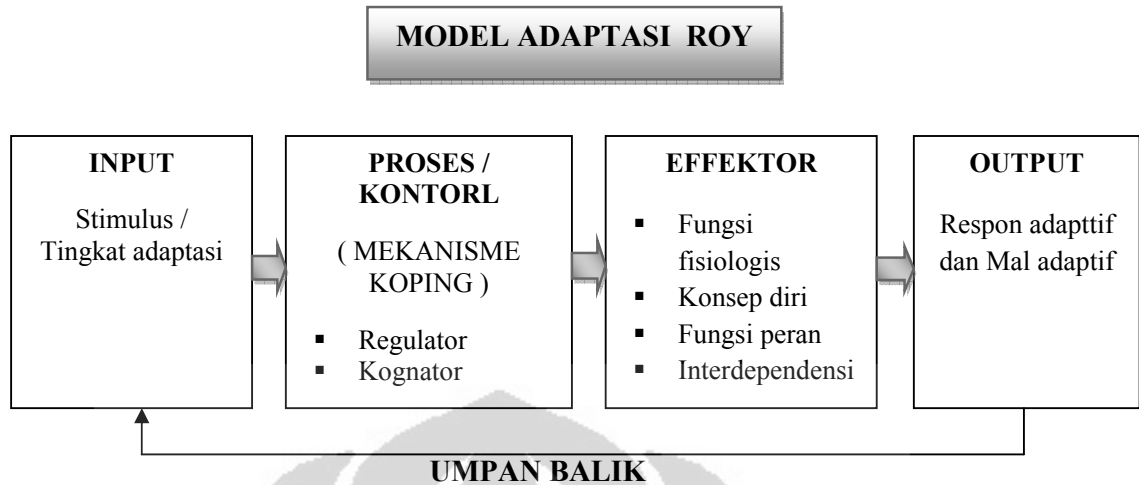 MODEL ADAPTASI ROY
INPUT
Stimulus /
Tingkat adaptasi
PROSES /
KONTORL
( MEKANISME
KOPING )
▪ Regulator
▪ Kognator
EFFEKTOR
▪ Fungsi
fisiologis
▪ Konsep diri
▪ Fungsi peran
▪ Interdependensi
OUTPUT
Respon adapttif
dan Mal adaptif
UMPAN BALIK